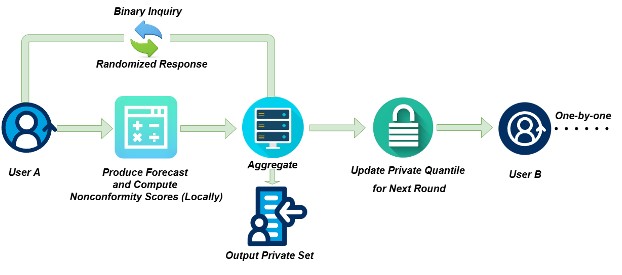 Binary Inquiry
Randomized Response
User A
Produce Forecast
and Compute
Nonconformity Scores (Locally)
Aggregate
Output Private Set
Update Private Quantile
for Next Round
User B
One-by-one